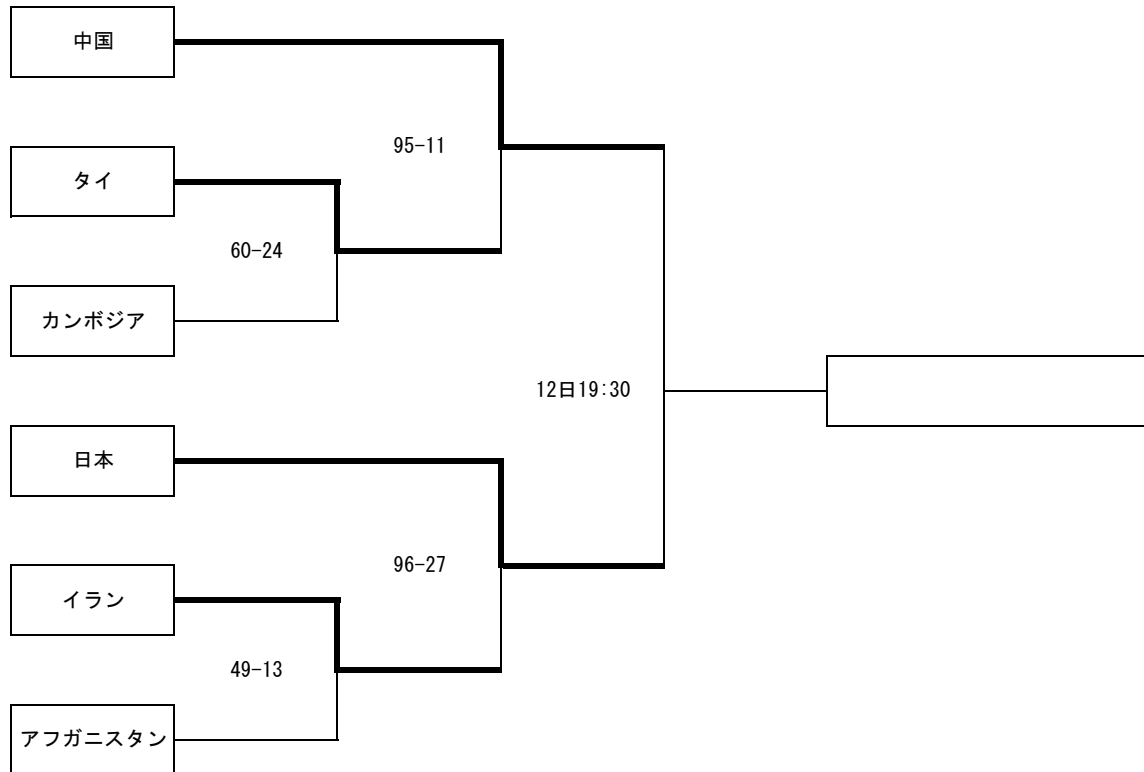 中国
95-11
タイ
60-24
カンボジア
12日19:30
日本
96-27
イラン
49-13
アフガニスタン